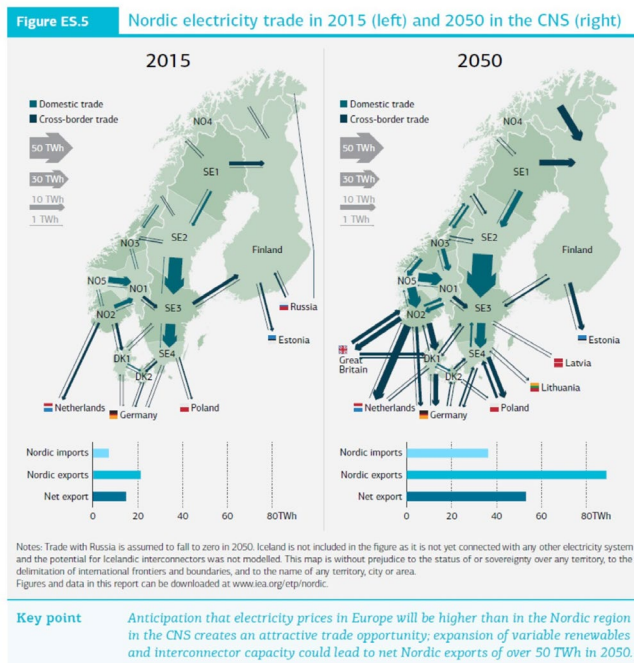 Figure ES.5
Nordic electricity trade in 2015 (left) and 2050 in the CNS (right)
2015
Domestic trade
Cross-border trade
50 TWh
30 TWh
10 TWh
1 TWh
NO4
SE1
SE2
NO3
Finland
NO5
NO1
NO2
SE3
Russia
Estonia
DK1
SE4
DK2
Netherlands
Germany
Poland
Nordic imports
Nordic exports
Net export
0
20
40
60
80TWh
2050
Domestic trade
Cross-border trade
50 TWh
30 TWh
10 TWh
1 TWh
NO4
SE1
SE2
NO3
Finland
NO5
NO1
NO2
SE3
Estonia
Great
Britain
DK1
SE4
Latvia
DK2
Lithuania
Netherlands
Germany
Poland
Nordic imports
Nordic exports
Net export
0
20
40
60
80TWh
Notes: Trade with Russia is assumed to fall to zero in 2050. Iceland is not included in the figure as it is not yet connected with any other electricity system
and the potential for Icelandic interconnectors was not modelled. This map is without prejudice to the status of or sovereignty over any territory, to the
delimitation of international frontiers and boundaries, and to the name of any territory, city or area.
Figures and data in this report can be downloaded at www.iea.org/etp/nordic.
Key point
Anticipation that electricity prices in Europe will be higher than in the Nordic region
in the CNS creates an attractive trade opportunity; expansion of variable renewables
and interconnector capacity could lead to net Nordic exports of over 50 TWh in 2050.